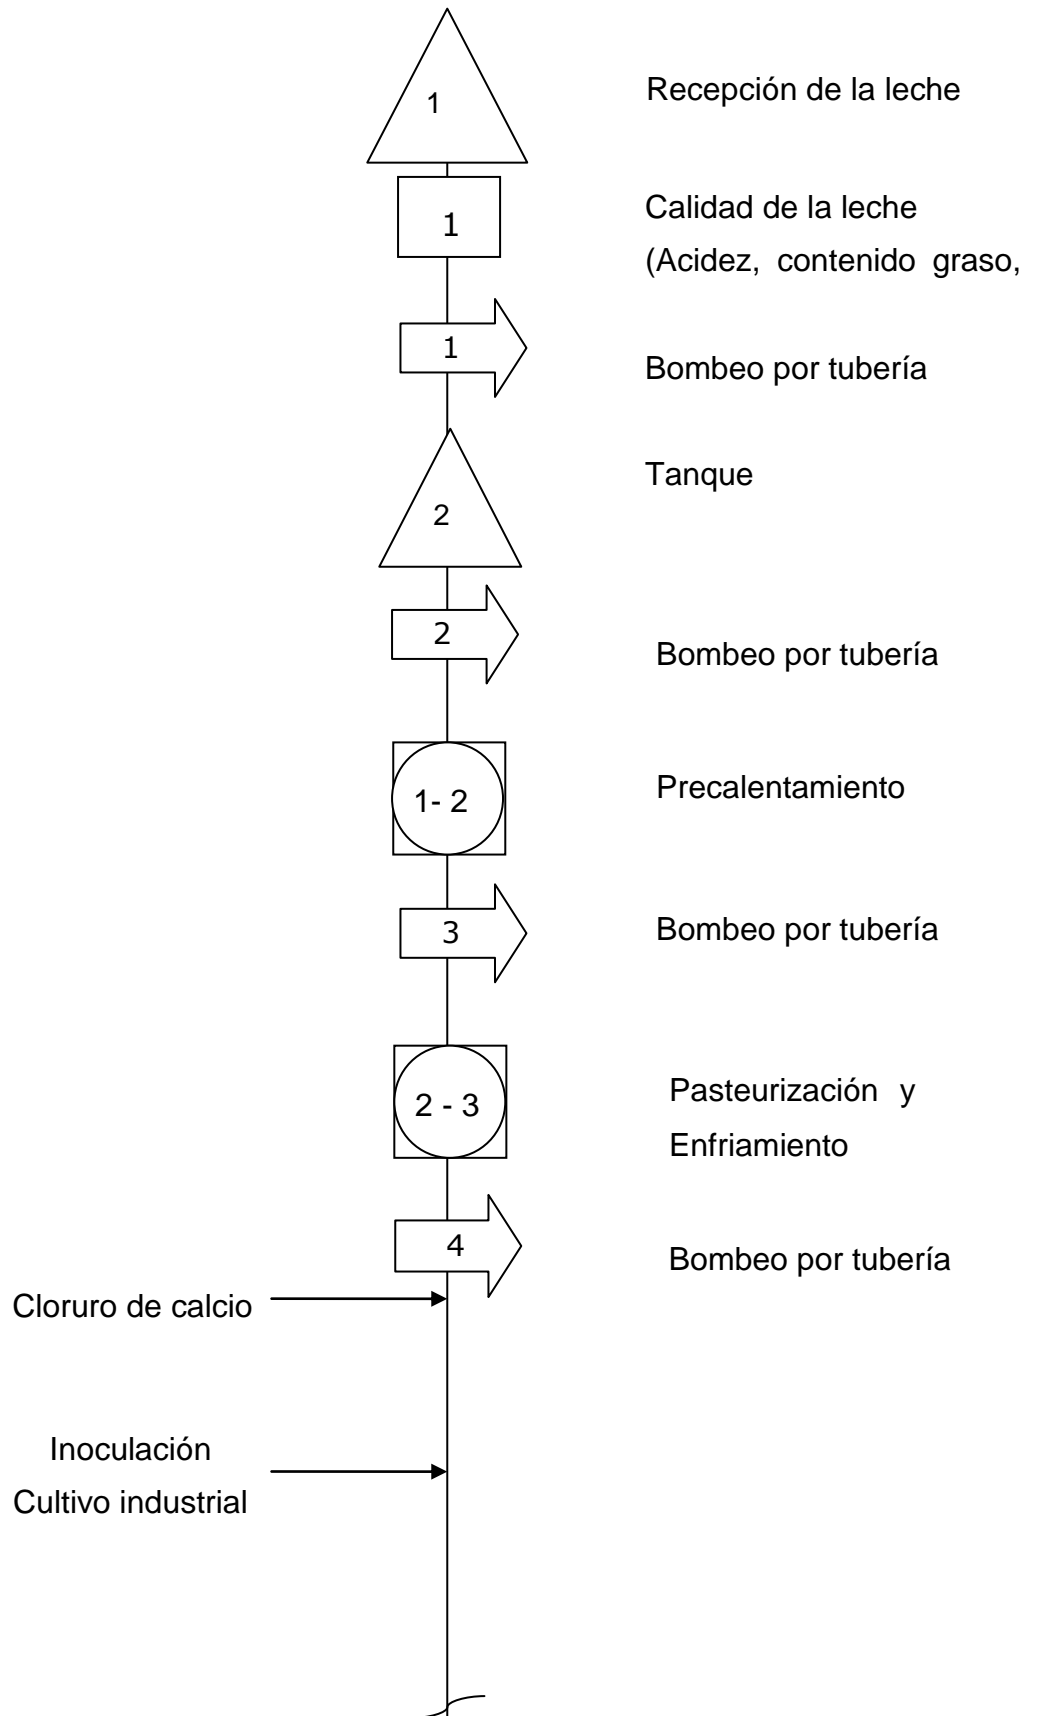 1
Recepción de la leche
1
Calidad de la leche
(Acidez, contenido graso,
1
Bombeo por tubería
2
Tanque
2
Bombeo por tubería
1- 2
Precalentamiento
3
Bombeo por tubería
2 - 3
Pasteurización y
Enfriamiento
4
Bombeo por tubería
Cloruro de calcio
Inoculación
Cultivo industrial